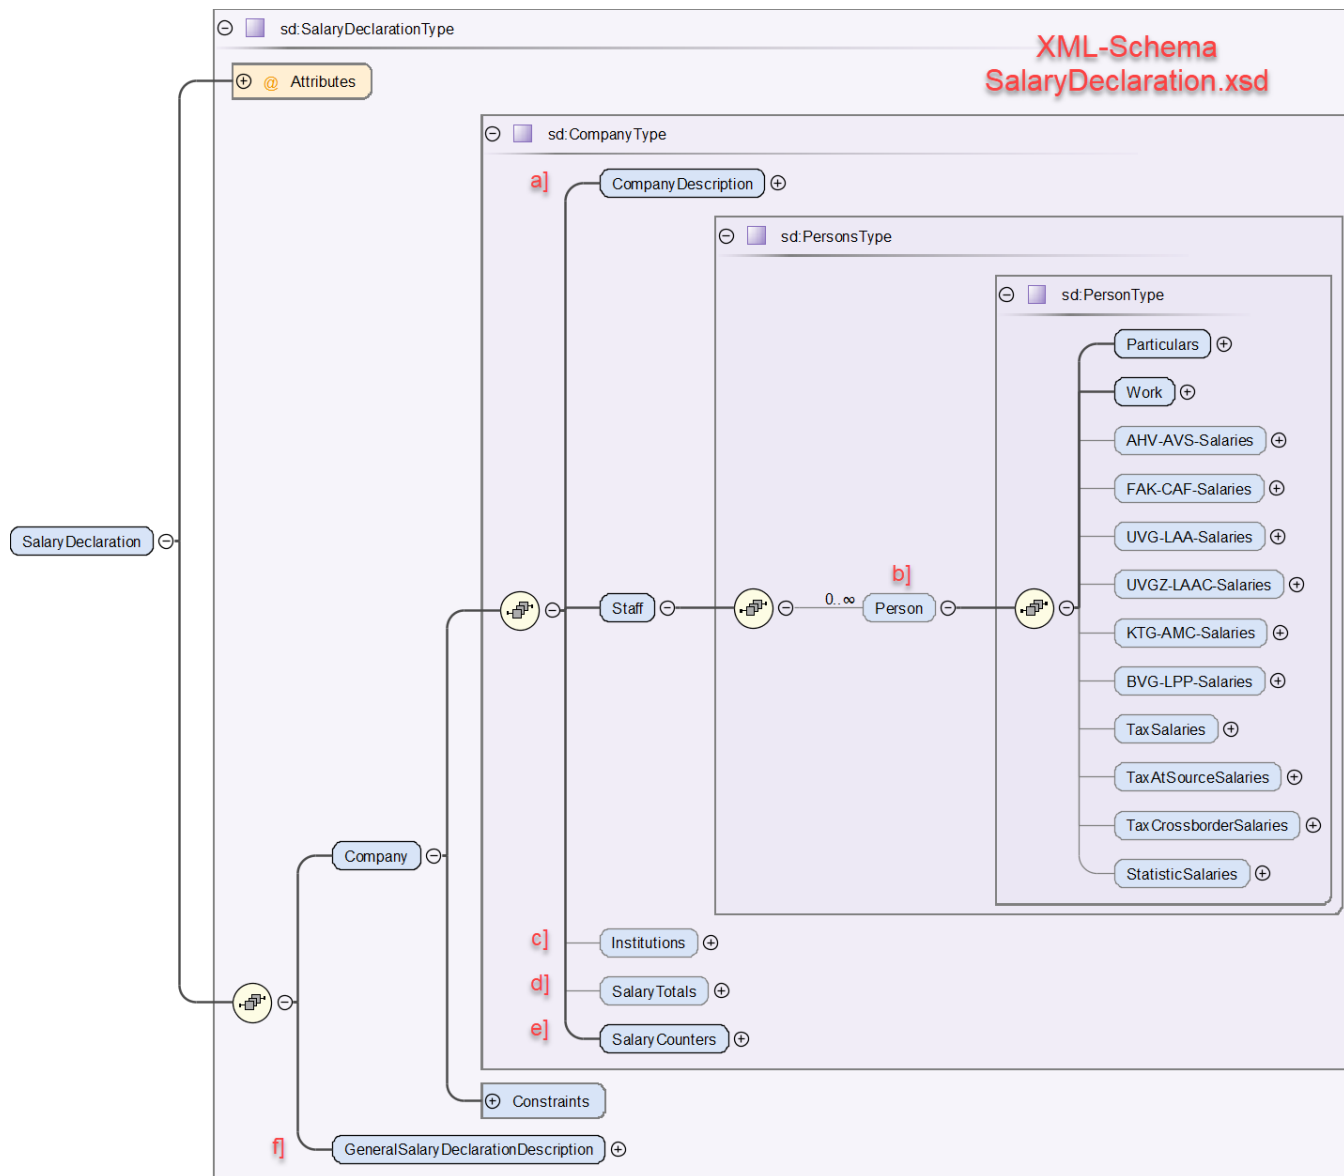 sd:SalaryDeclarationType
XML-Schema
SalaryDeclaration.xsd
@ Attributes
sd:CompanyType
a] CompanyDescription
sd:PersonsType
sd:PersonType
Particulars
Work
AHV-AVS-Salaries
FAK-CAF-Salaries
UVG-LAA-Salaries
SalaryDeclaration
b]
UVGZ-LAAC-Salaries
Staff
0..∞
Person
KTG-AMC-Salaries
BVG-LPP-Salaries
TaxSalaries
TaxAtSourceSalaries
TaxCrossborderSalaries
Company
StatisticSalaries
c] Institutions
d] SalaryTotals
e] SalaryCounters
Constraints
f] GeneralSalaryDeclarationDescription